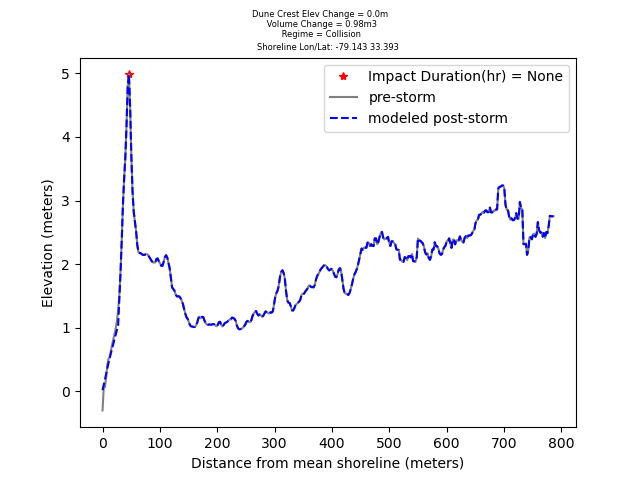 Dune Crest Elev Change = 0.0m
Volume Change = 0.98m3
Regime = Collision
Shoreline Lon/Lat: -79.143 33.393
Impact Duration(hr) = None
pre-storm
modeled post-storm
Elevation (meters)
5
4
3
2
1
0
0 100 200 300 400 500 600 700 800
Distance from mean shoreline (meters)